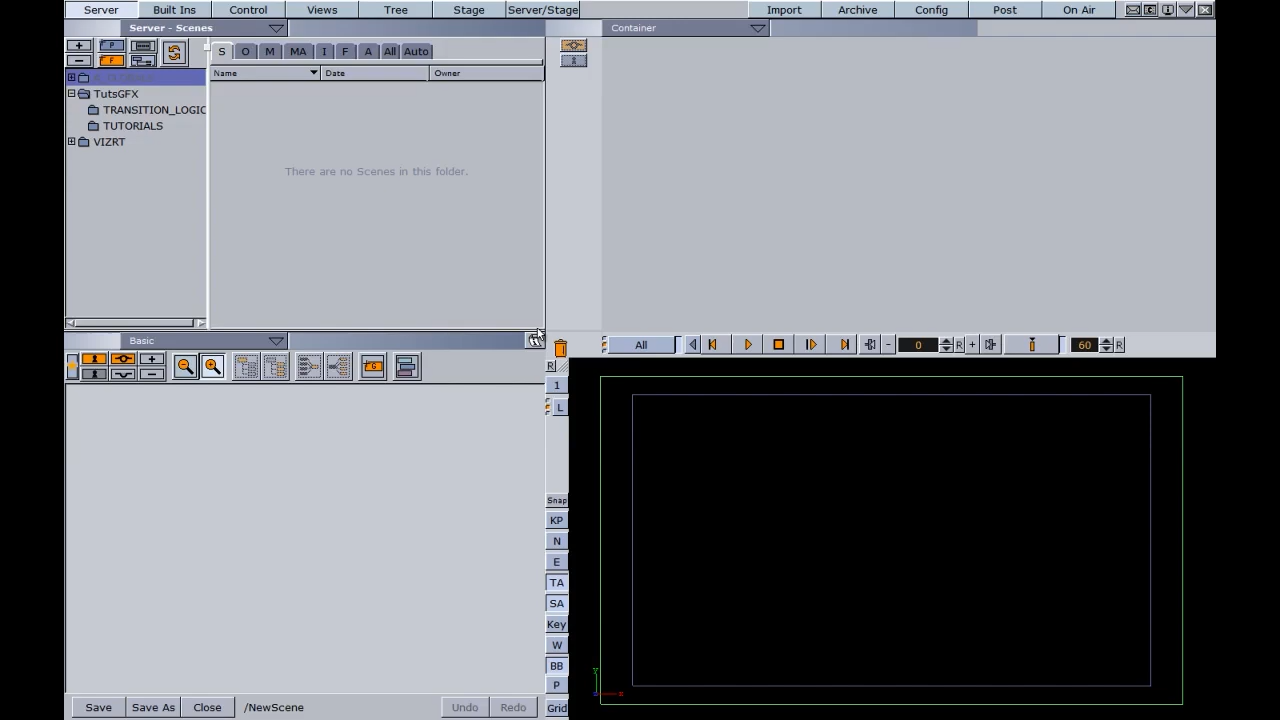 Server Built Ins Control Views Tree Stage Server/Stage Import Archive Config Post On Air
Server - Scenes Container
S O M MA I F A All Auto
Name Date Owner
TutsGFX
TRANSITION_LOGIC
TUTORIALS
VIZRT
There are no Scenes in this folder.
All 0 R 60 R
Basic
R
1
L
Snap
KP
N
E
TA
SA
Key
W
BB
P
Grid
Save Save As Close /NewScene Undo Redo